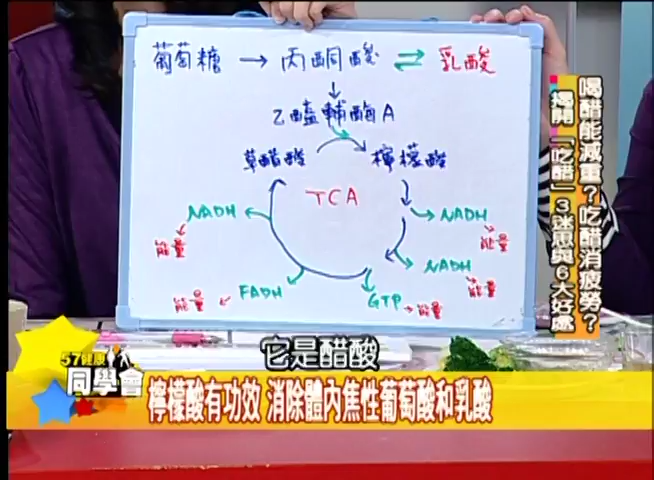 葡萄糖 → 丙酮酸 ⇌ 乳酸
乙醯輔酶A
草醋酸
檸檬酸
TCA
NADH
能量
NADH
能量
NADH
能量
FADH
能量
GTP
能量
喝醋能減重?吃醋消疲勞?
揭開「吃醋」3迷思與6大好處
它是醋酸
57健康
同學會
檸檬酸有功效 消除體內焦性葡萄酸和乳酸